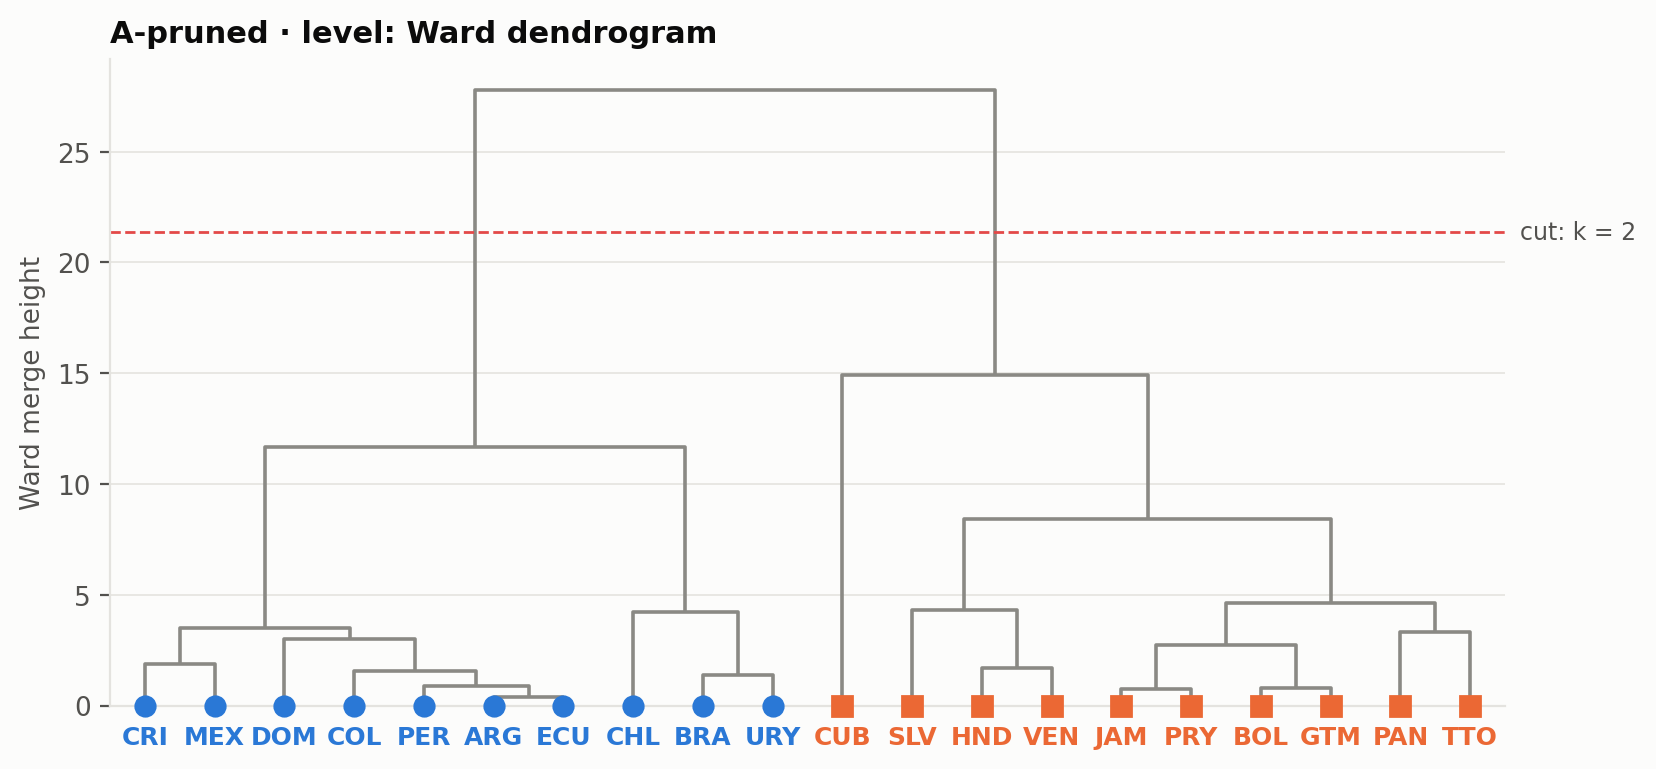 A-pruned · level: Ward dendrogram
Ward merge height
25
20
15
10
5
0
cut: k = 2
CRI MEX DOM COL PER ARG ECU CHL BRA URY CUB SLV HND VEN JAM PRY BOL GTM PAN TTO